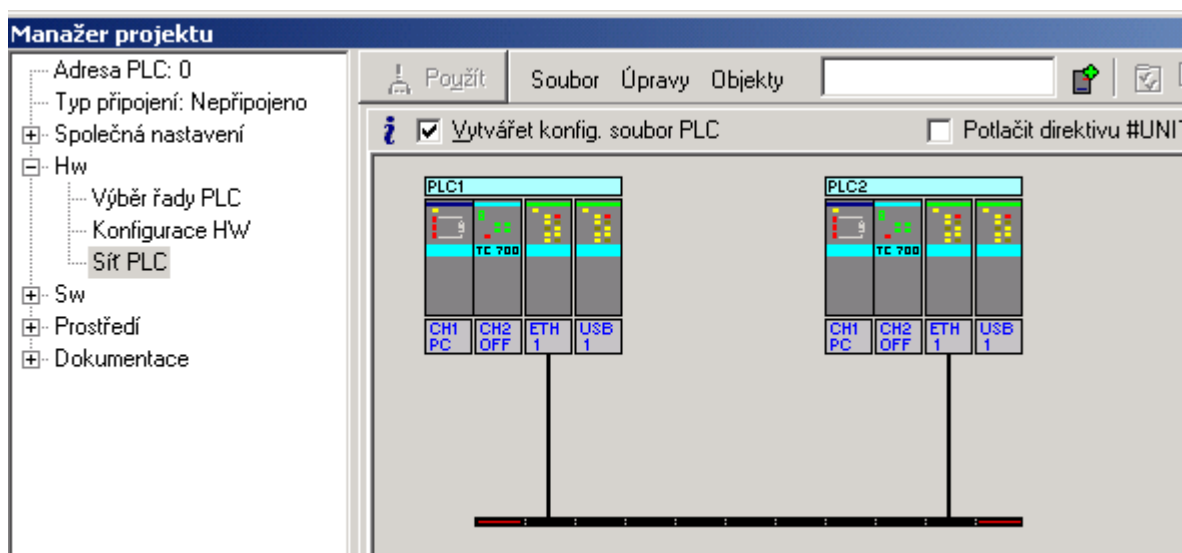 Manažer projektu
Adresa PLC: 0
Typ připojení: Nepřipojeno
Společná nastavení
Hw
Výběr řady PLC
Konfigurace HW
Síť PLC
Sw
Prostředí
Dokumentace
Použít Soubor Úpravy Objekty
Vytvářet konfig. soubor PLC Potlačit direktivu #UNIT
PLC1 PLC2
TC 700 TC 700
CH1 CH2 ETH USB CH1 CH2 ETH USB
PC OFF 1 1 PC OFF 1 1